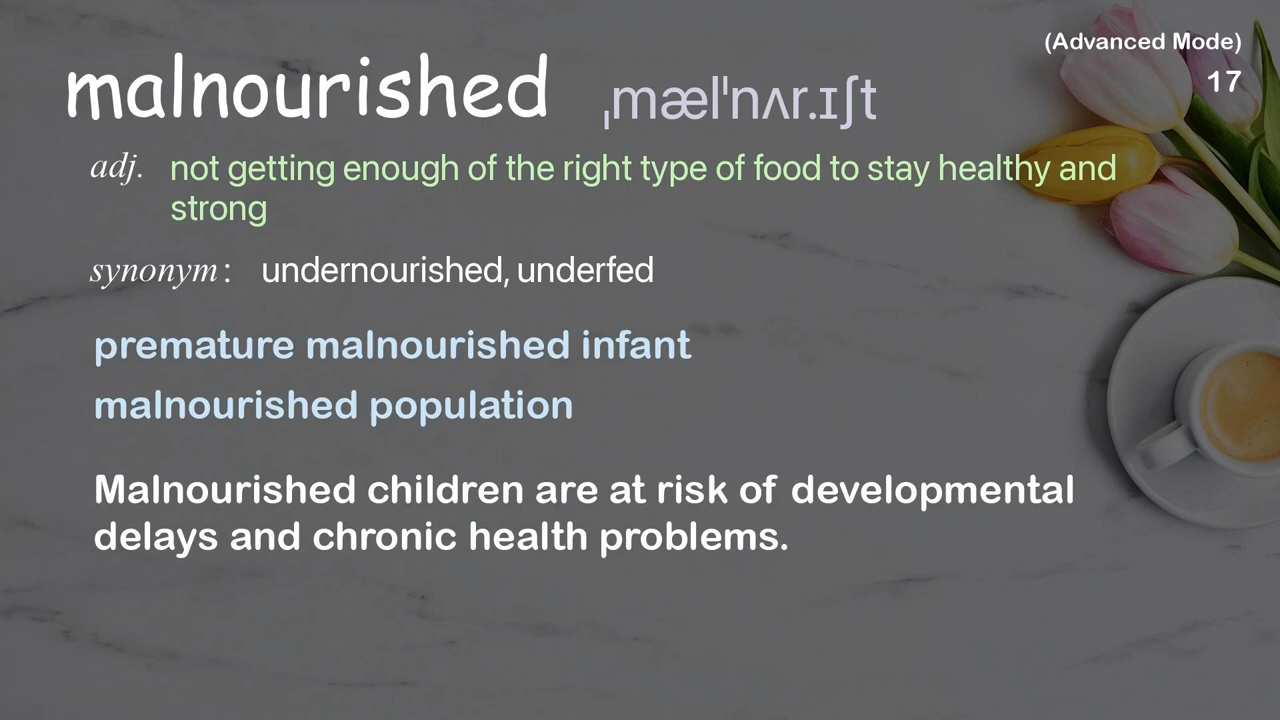 (Advanced Mode)
17
malnourished ˌmælˈnʌr.ɪʃt
adj. not getting enough of the right type of food to stay healthy and
strong
synonym: undernourished, underfed
premature malnourished infant
malnourished population
Malnourished children are at risk of developmental
delays and chronic health problems.